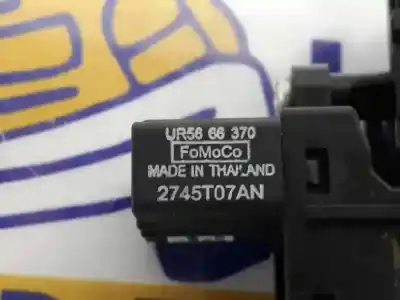 UR56 66 370
FoMoCo
MADE IN THAILAND
2745T07AN